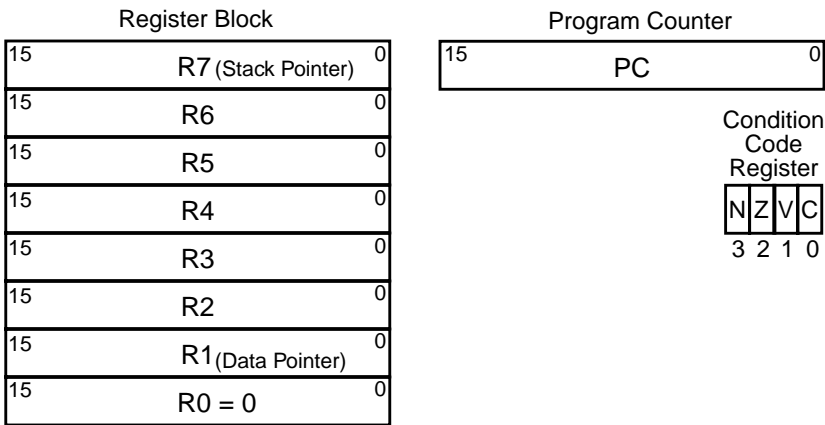 Register Block
15 R7 (Stack Pointer) 0
15 R6 0
15 R5 0
15 R4 0
15 R3 0
15 R2 0
15 R1 (Data Pointer) 0
15 R0 = 0 0
Program Counter
15 PC 0
Condition
Code
Register
N Z V C
3 2 1 0